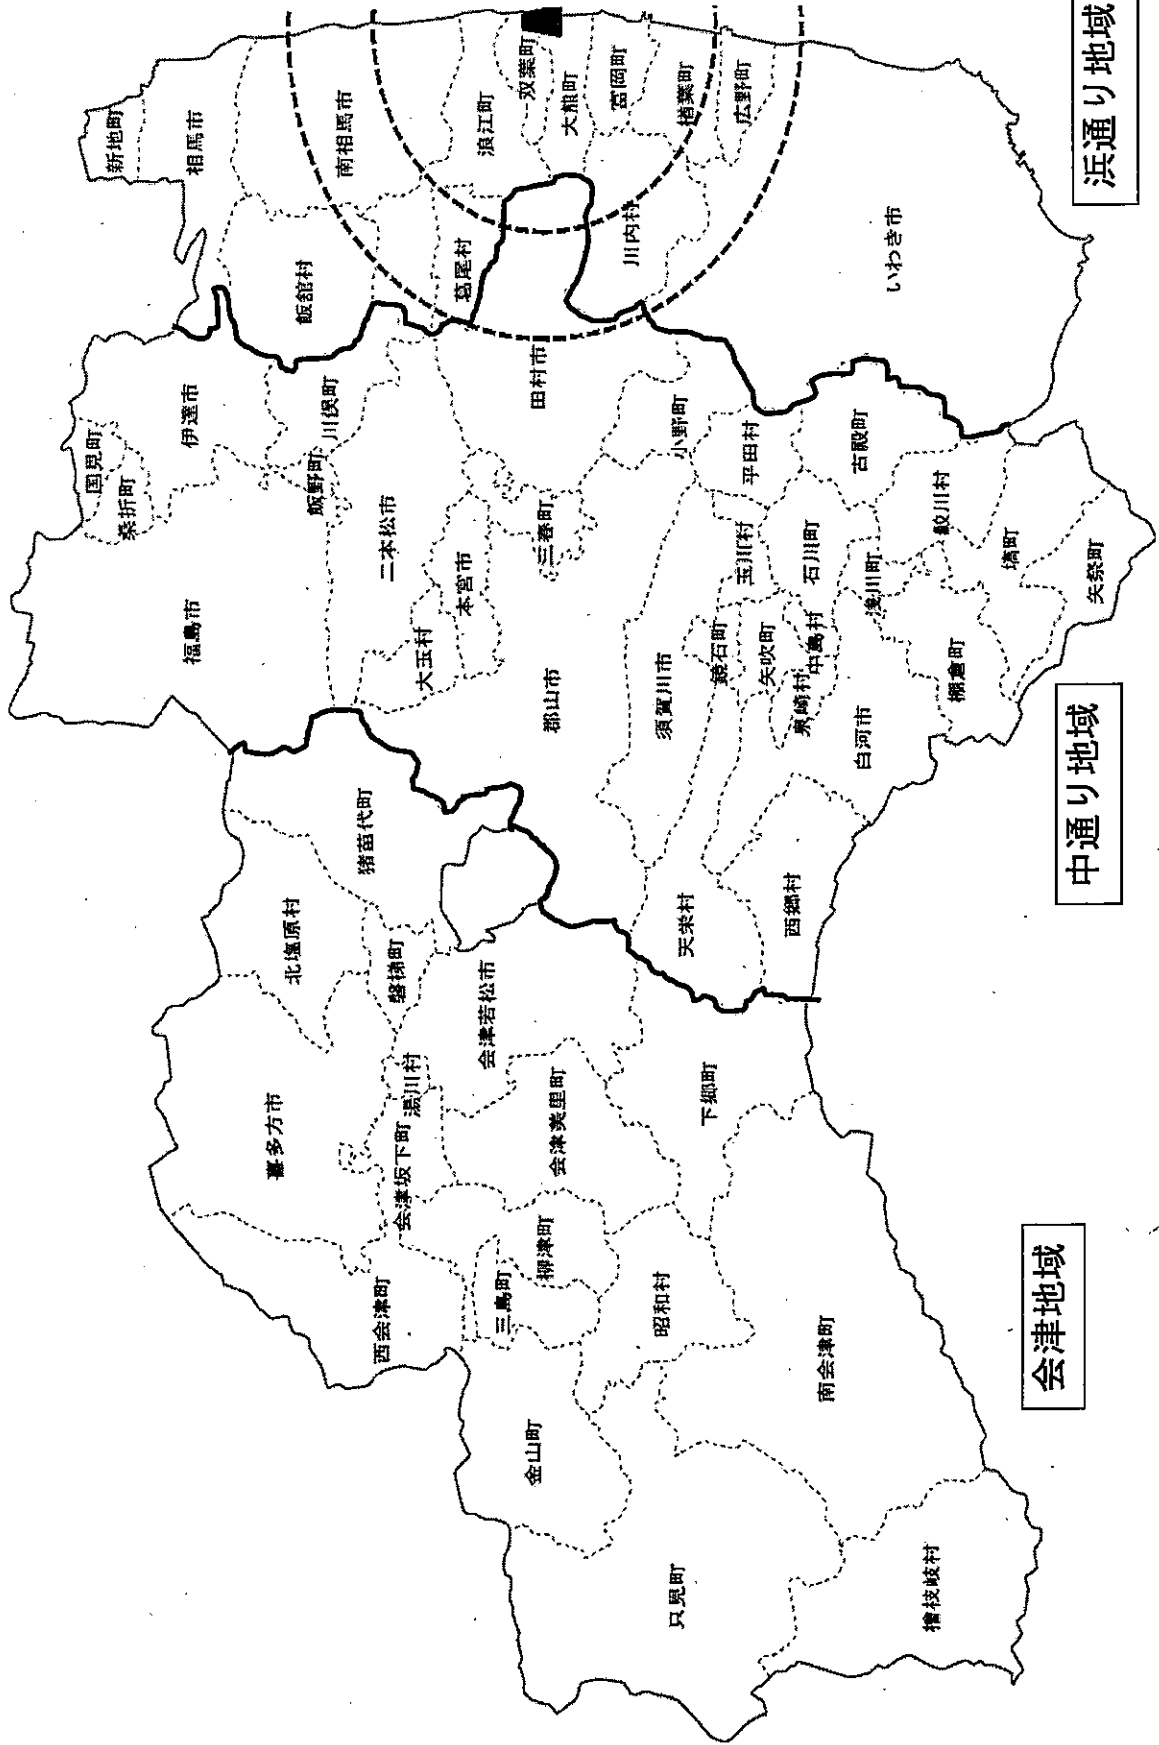 新地町
相馬市
南相馬市
飯舘村
浪江町
双葉町
大熊町
富岡町
楢葉町
広野町
葛尾村
川内村
いわき市
浜通り地域
国見町
桑折町
伊達市
福島市
川俣町
飯野町
二本松市
大玉村
本宮市
三春町
田村市
小野町
郡山市
須賀川市
鏡石町
天栄村
玉川村
平田村
石川町
古殿町
浅川町
矢吹町
中島村
泉崎村
白河市
西郷村
棚倉町
鮫川村
塙町
矢祭町
中通り地域
猪苗代町
北塩原村
磐梯町
喜多方市
会津若松市
湯川村
会津坂下町
会津美里町
西会津町
柳津町
三島町
金山町
昭和村
下郷町
只見町
南会津町
檜枝岐村
会津地域